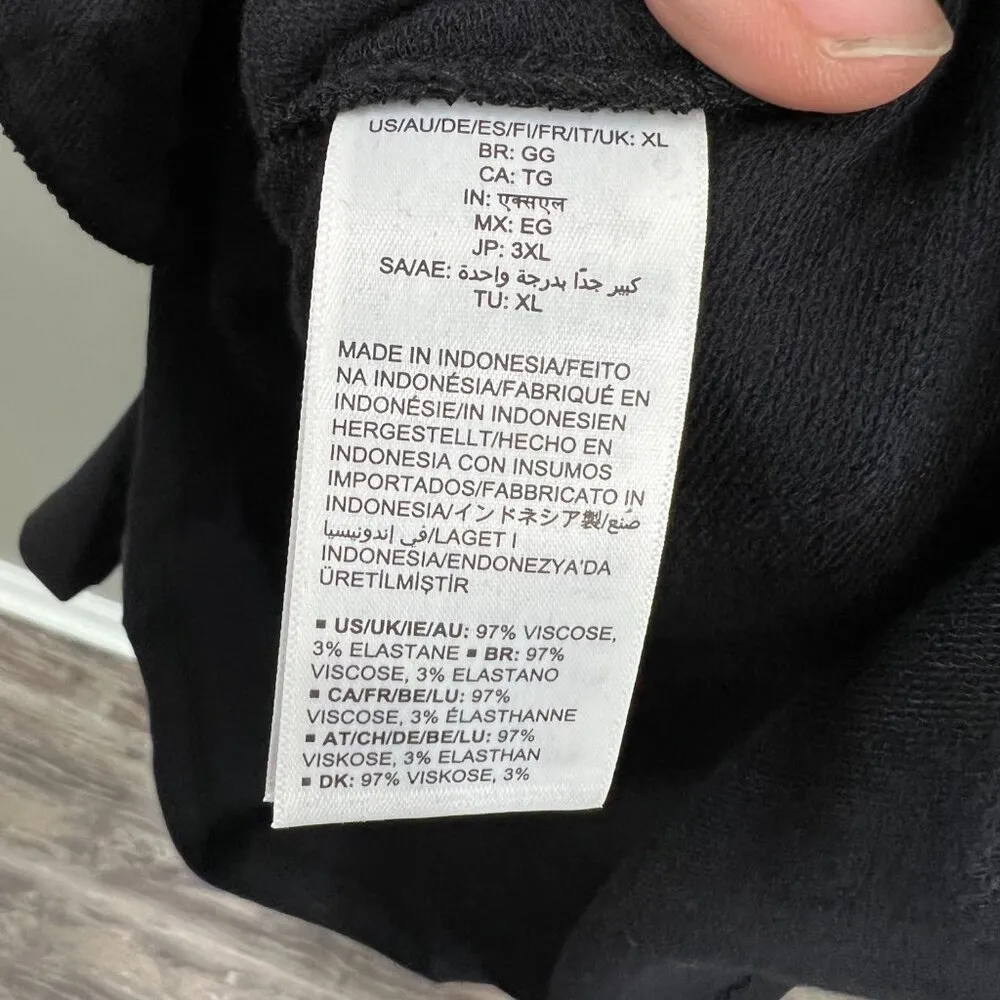 US/AU/DE/ES/FI/FR/IT/UK: XL
BR: GG
CA: TG
IN: एक्सएल
MX: EG
JP: 3XL
SA/AE: كبير جدًا بدرجة واحدة
TU: XL
MADE IN INDONESIA/FEITO
NA INDONÉSIA/FABRIQUÉ EN
INDONÉSIE/IN INDONESIEN
HERGESTELLT/HECHO EN
INDONESIA CON INSUMOS
IMPORTADOS/FABBRICATO IN
INDONESIA/インドネシア製/صُنع
في إندونيسيا/LAGET I
INDONESIA/ENDONEZYA'DA
ÜRETİLMİŞTİR
▪ US/UK/IE/AU: 97% VISCOSE,
3% ELASTANE ▪ BR: 97%
VISCOSE, 3% ELASTANO
▪ CA/FR/BE/LU: 97%
VISCOSE, 3% ÉLASTHANNE
▪ AT/CH/DE/BE/LU: 97%
VISKOSE, 3% ELASTHAN
▪ DK: 97% VISKOSE, 3%